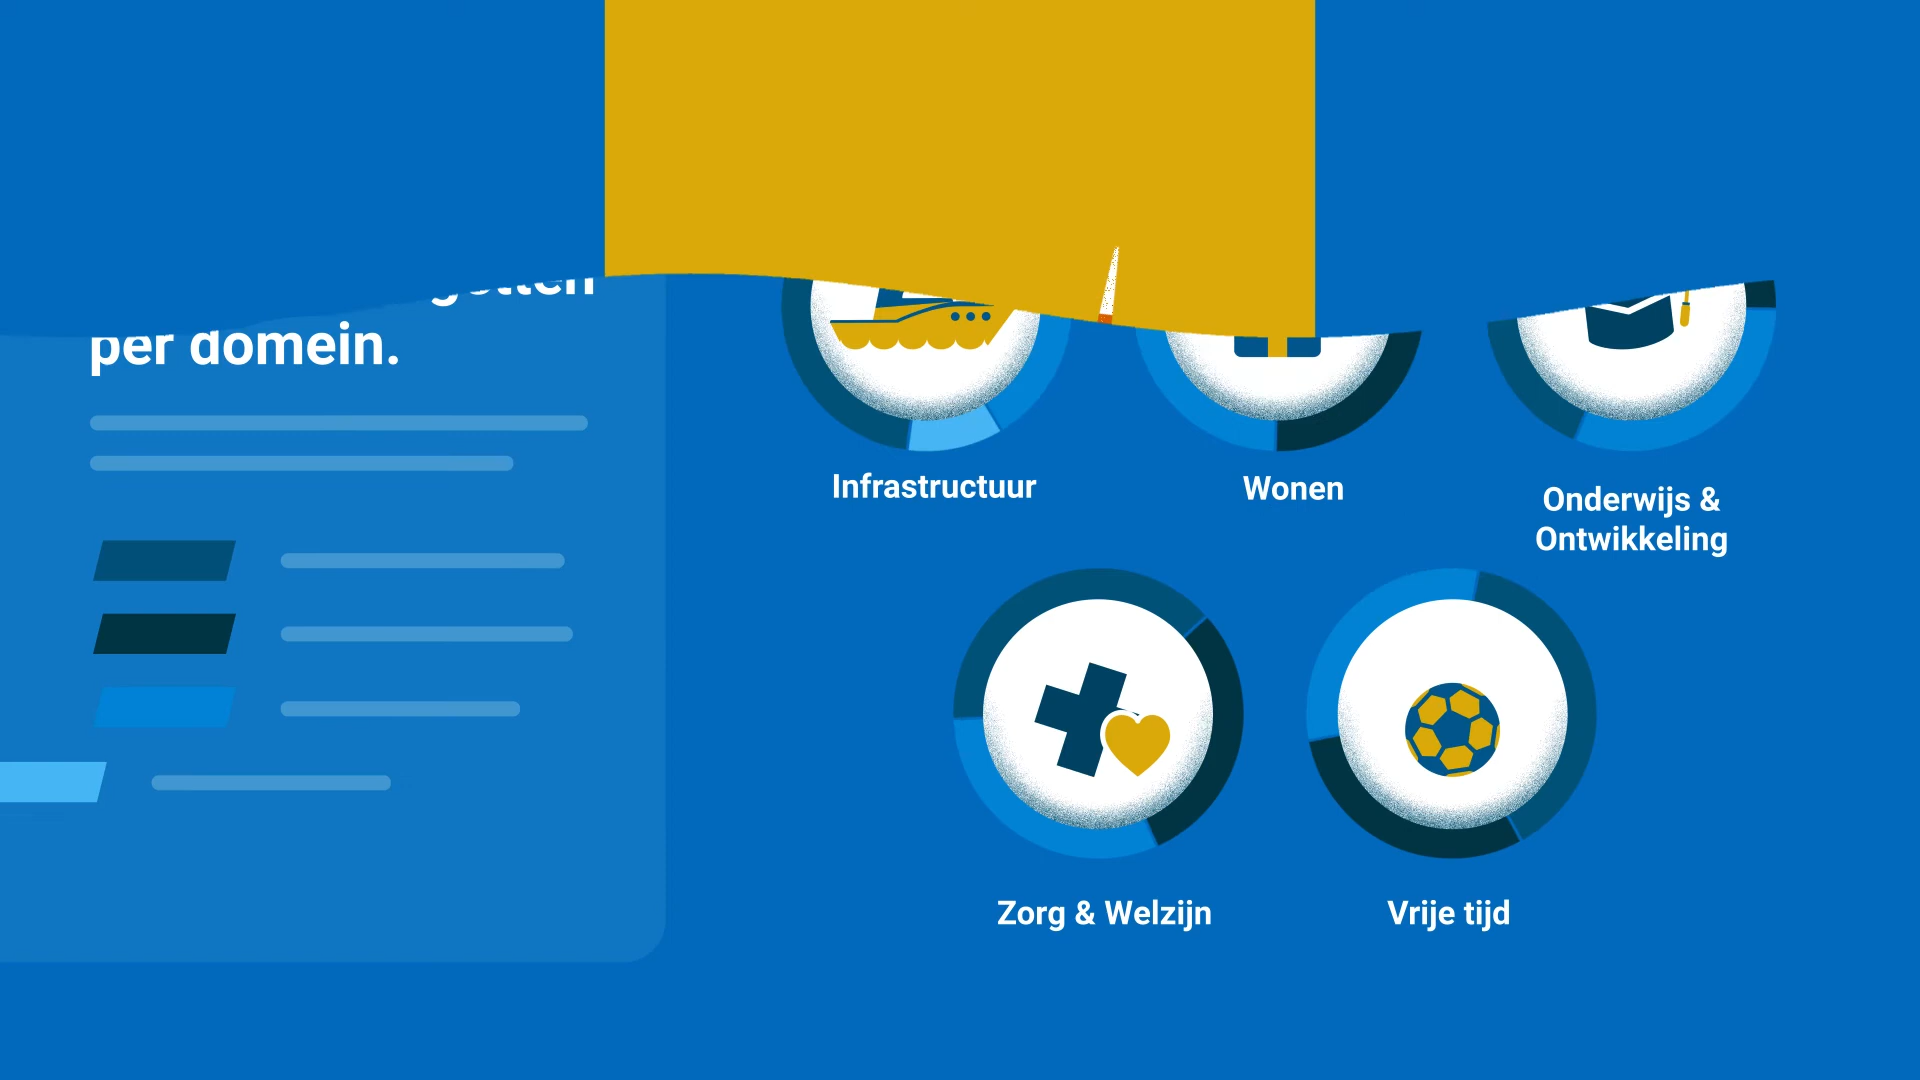 per domein.
Infrastructuur
Wonen
Onderwijs &
Ontwikkeling
Zorg & Welzijn
Vrije tijd